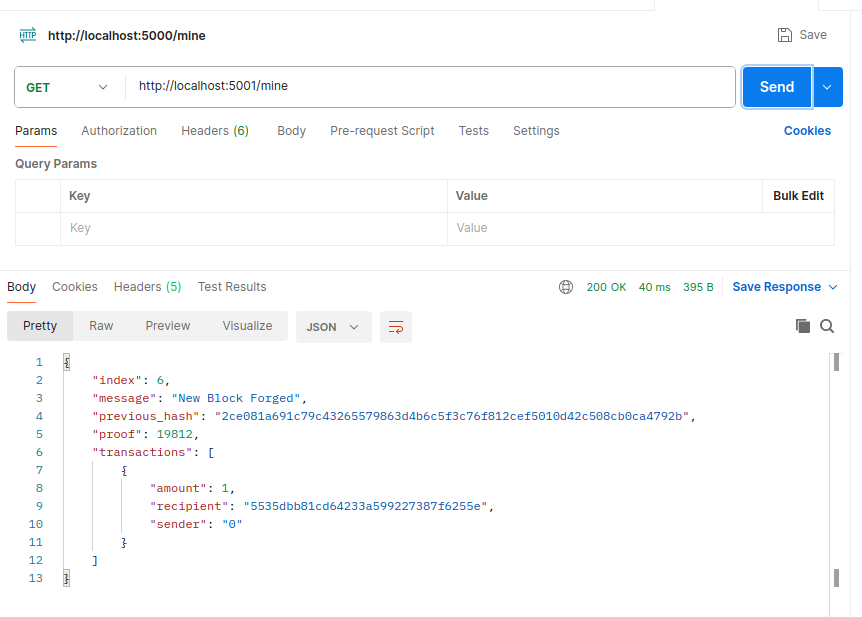 HTTP http://localhost:5000/mine Save
GET http://localhost:5001/mine Send
Params Authorization Headers (6) Body Pre-request Script Tests Settings Cookies
Query Params
Key Value Bulk Edit
Key Value
Body Cookies Headers (5) Test Results 200 OK 40 ms 395 B Save Response
Pretty Raw Preview Visualize JSON
1 {
2 "index": 6,
3 "message": "New Block Forged",
4 "previous_hash": "2ce081a691c79c43265579863d4b6c5f3c76f812cef5010d42c508cb0ca4792b",
5 "proof": 19812,
6 "transactions": [
7 {
8 "amount": 1,
9 "recipient": "5535dbb81cd64233a599227387f6255e",
10 "sender": "0"
11 }
12 ]
13 }